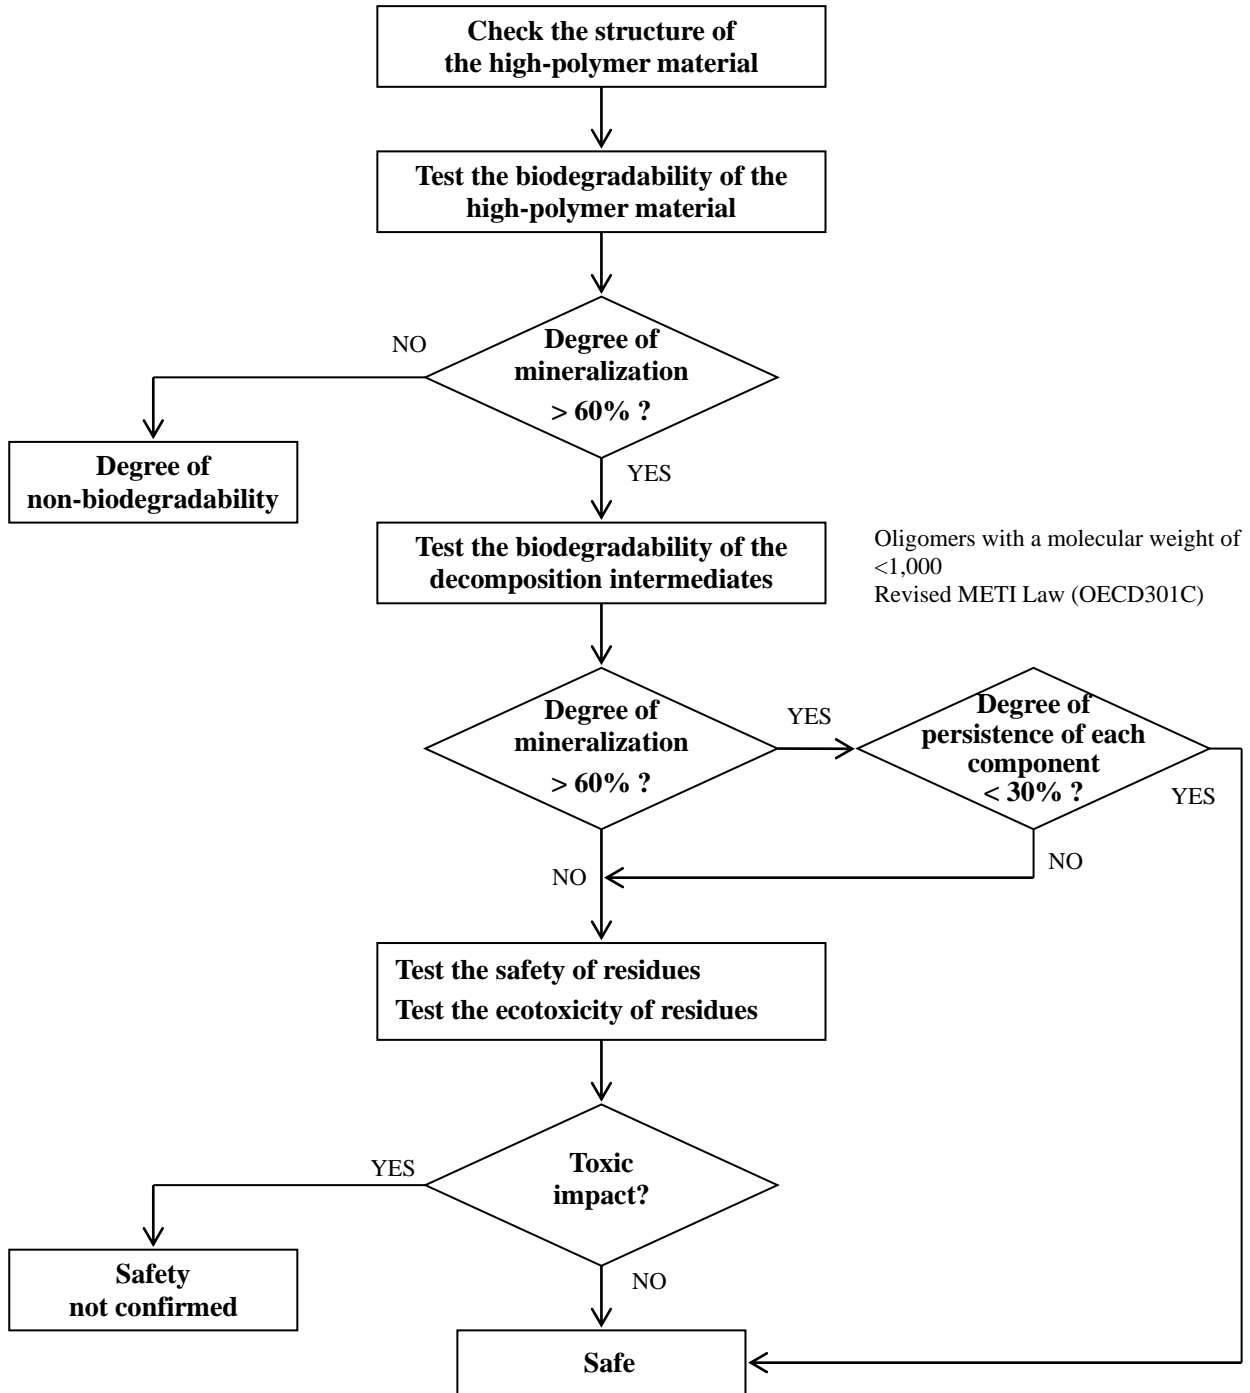 Check the structure of
the high-polymer material
Test the biodegradability of the
high-polymer material
Degree of
mineralization
> 60% ?
NO
YES
Degree of
non-biodegradability
Test the biodegradability of the
decomposition intermediates
Oligomers with a molecular weight of
<1,000
Revised METI Law (OECD301C)
Degree of
mineralization
> 60% ?
YES
Degree of
persistence of each
component
< 30% ?
YES
NO
NO
Test the safety of residues
Test the ecotoxicity of residues
Toxic
impact?
YES
NO
Safety
not confirmed
Safe